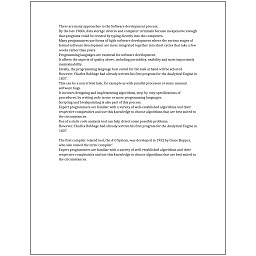 There are many approaches to the Software development process.
By the late 1960s, data storage devices and computer terminals became inexpensive enough
that programs could be created by typing directly into the computers.
Many programmers use forms of Agile software development where the various stages of
formal software development are more integrated together into short cycles that take a few
weeks rather than years.
Programming languages are essential for software development.
It affects the aspects of quality above, including portability, usability and most importantly
maintainability.
Ideally, the programming language best suited for the task at hand will be selected.
However, Charles Babbage had already written his first program for the Analytical Engine in
1837.
This can be a non-trivial task, for example as with parallel processes or some unusual
software bugs.
It involves designing and implementing algorithms, step-by-step specifications of
procedures, by writing code in one or more programming languages.
Scripting and breakpointing is also part of this process.
Expert programmers are familiar with a variety of well-established algorithms and their
respective complexities and use this knowledge to choose algorithms that are best suited to
the circumstances.
Use of a static code analysis tool can help detect some possible problems.
However, Charles Babbage had already written his first program for the Analytical Engine in
1837.
The first compiler related tool, the A-0 System, was developed in 1952 by Grace Hopper,
who also coined the term 'compiler'.
Expert programmers are familiar with a variety of well-established algorithms and their
respective complexities and use this knowledge to choose algorithms that are best suited to
the circumstances.